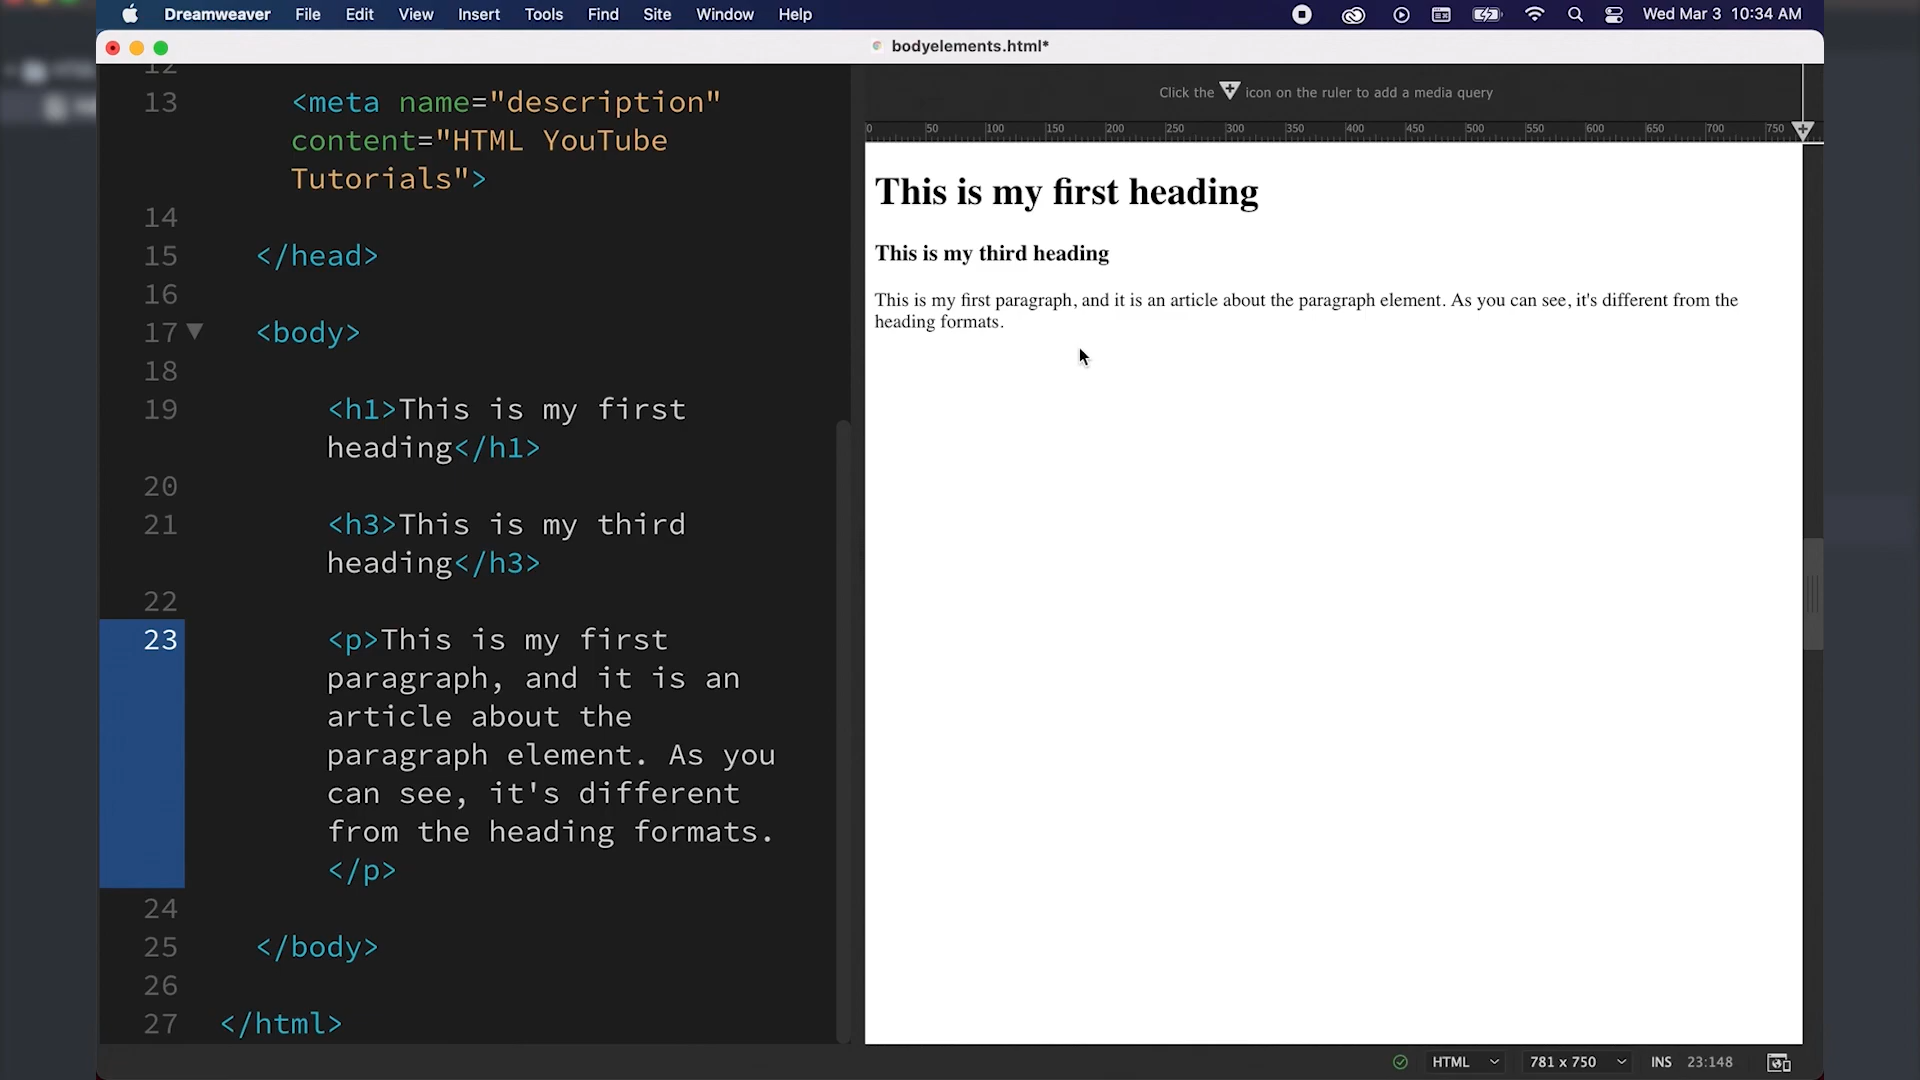 Dreamweaver File Edit View Insert Tools Find Site Window Help Wed Mar 3 10:34 AM
bodyelements.html*
12
13 <meta name="description"
content="HTML YouTube
Tutorials">
14
15 </head>
16
17 <body>
18
19 <h1>This is my first
heading</h1>
20
21 <h3>This is my third
heading</h3>
22
23 <p>This is my first
paragraph, and it is an
article about the
paragraph element. As you
can see, it's different
from the heading formats.
</p>
24
25 </body>
26
27 </html>
Click the icon on the ruler to add a media query
0 50 100 150 200 250 300 350 400 450 500 550 600 650 700 750
This is my first heading
This is my third heading
This is my first paragraph, and it is an article about the paragraph element. As you can see, it's different from the
heading formats.
HTML 781 x 750 INS 23:148